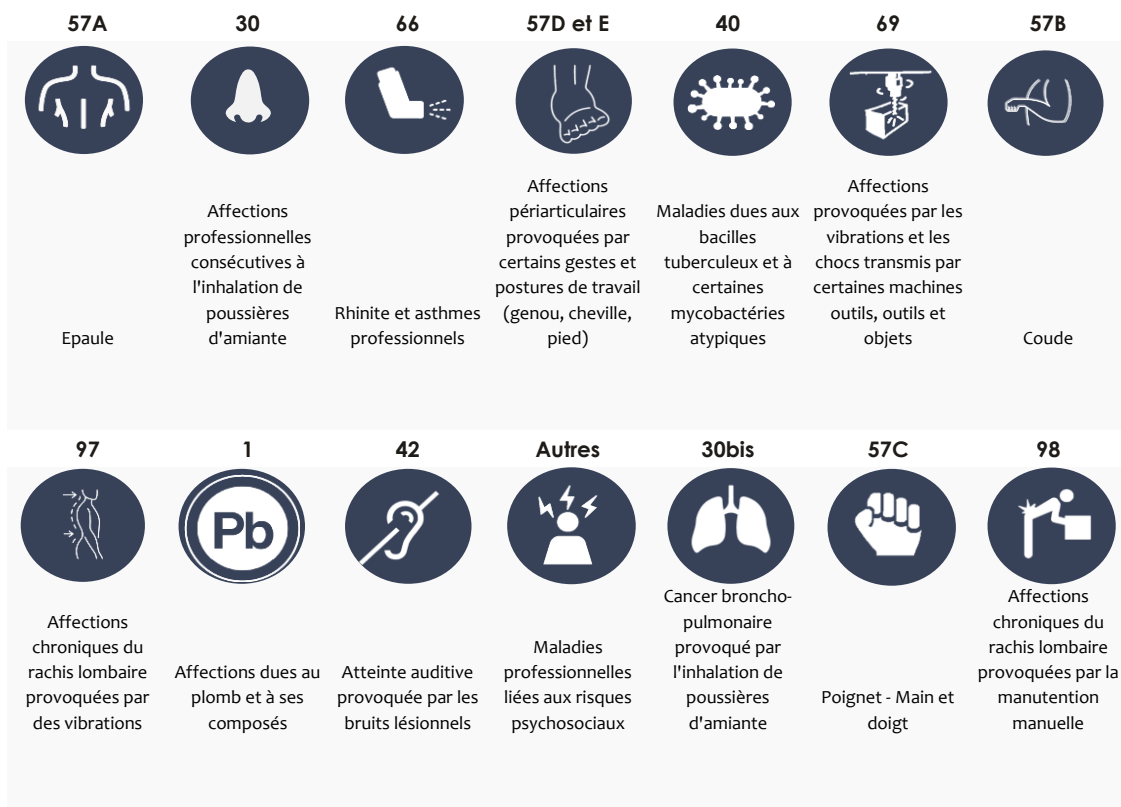 57A 30 66 57D et E 40 69 57B
Epaule
Affections
professionnelles
consécutives à
l'inhalation de
poussières
d'amiante
Rhinite et asthmes
professionnels
Affections
périarticulaires
provoquées par
certains gestes et
postures de travail
(genou, cheville,
pied)
Maladies dues aux
bacilles
tuberculeux et à
certaines
mycobactéries
atypiques
Affections
provoquées par les
vibrations et les
chocs transmis par
certaines machines
outils, outils et
objets
Coude
97 1 42 Autres 30bis 57C 98
Pb
Affections
chroniques du
rachis lombaire
provoquées par
des vibrations
Affections dues au
plomb et à ses
composés
Atteinte auditive
provoquée par les
bruits lésionnels
Maladies
professionnelles
liées aux risques
psychosociaux
Cancer broncho-
pulmonaire
provoqué par
l'inhalation de
poussières
d'amiante
Poignet - Main et
doigt
Affections
chroniques du
rachis lombaire
provoquées par la
manutention
manuelle